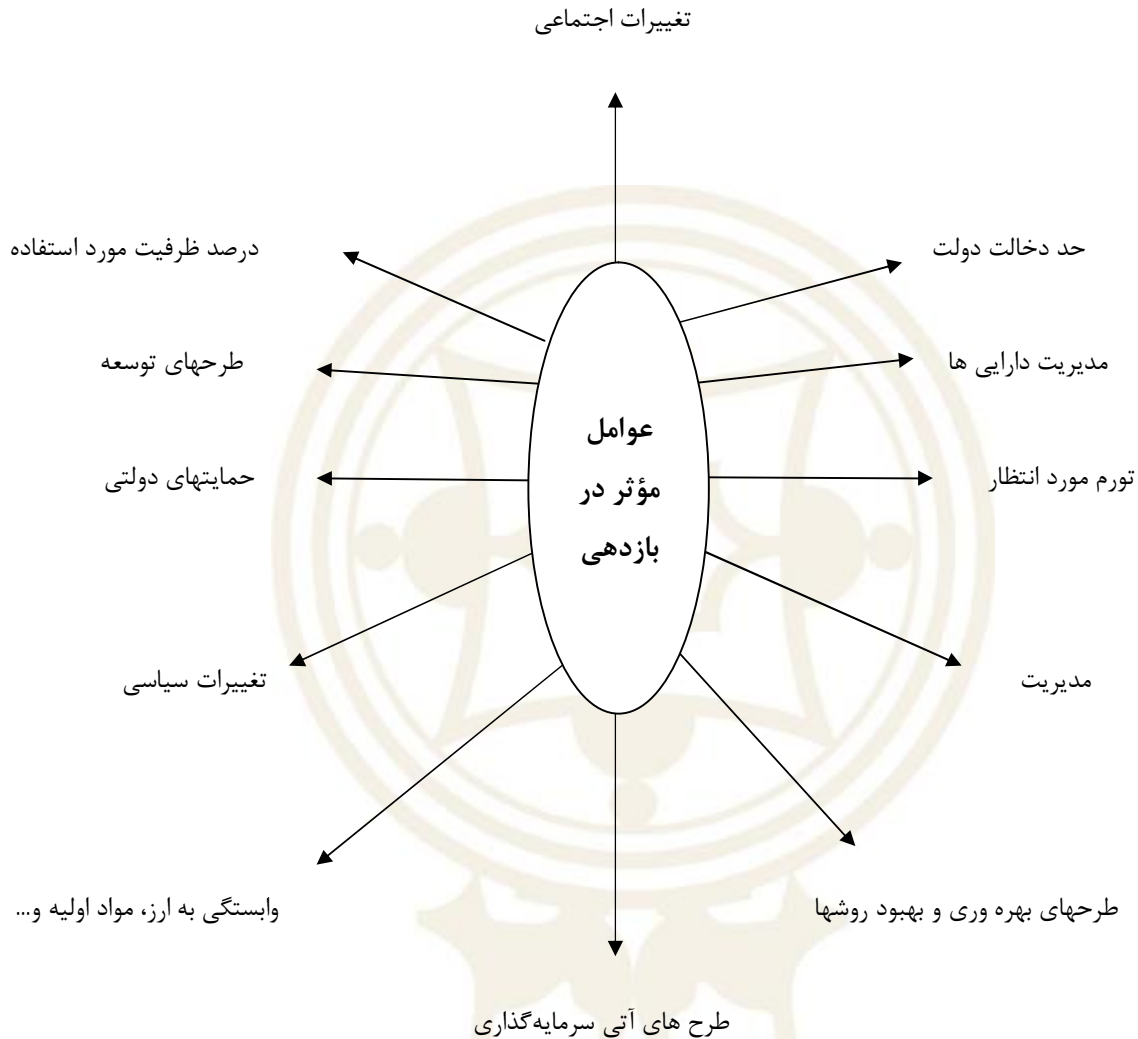 تغییرات اجتماعی
حد دخالت دولت
درصد ظرفیت مورد استفاده
مدیریت دارایی ها
طرحهای توسعه
عوامل
مؤثر در
بازدهی
تورم مورد انتظار
حمایتهای دولتی
مدیریت
تغییرات سیاسی
طرحهای بهره وری و بهبود روشها
وابستگی به ارز، مواد اولیه و...
طرح های آتی سرمایه‌گذاری